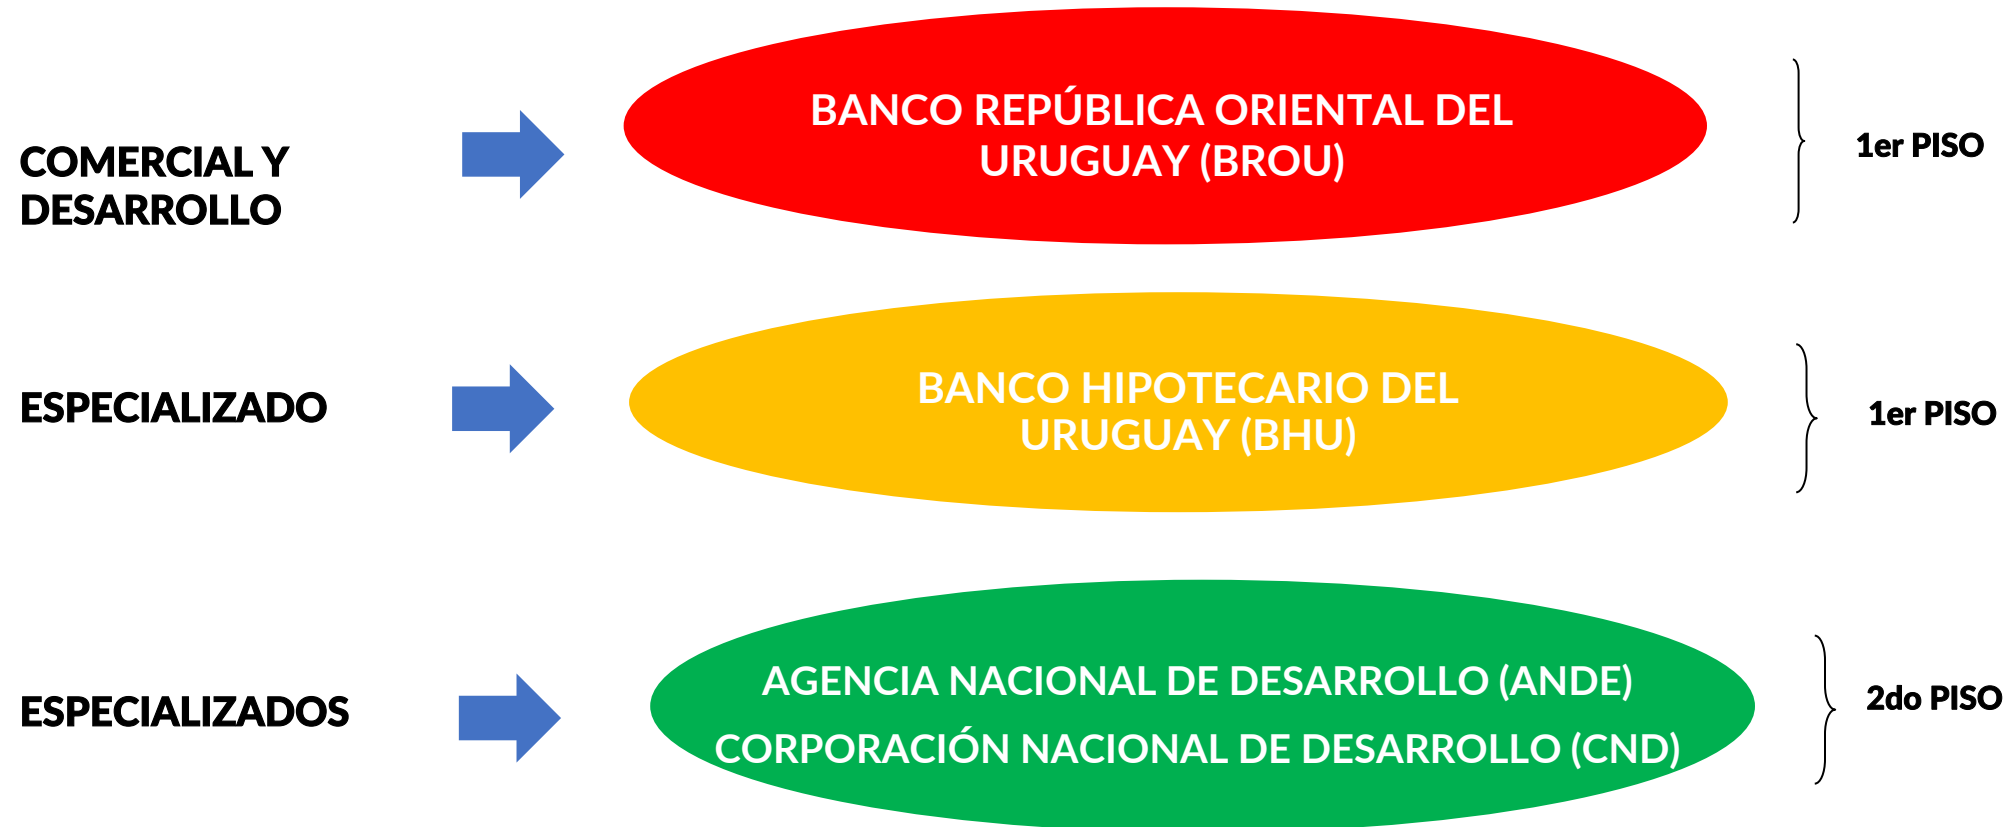 COMERCIAL Y
DESARROLLO
BANCO REPÚBLICA ORIENTAL DEL
URUGUAY (BROU)
1er PISO
ESPECIALIZADO
BANCO HIPOTECARIO DEL
URUGUAY (BHU)
1er PISO
ESPECIALIZADOS
AGENCIA NACIONAL DE DESARROLLO (ANDE)
CORPORACIÓN NACIONAL DE DESARROLLO (CND)
2do PISO